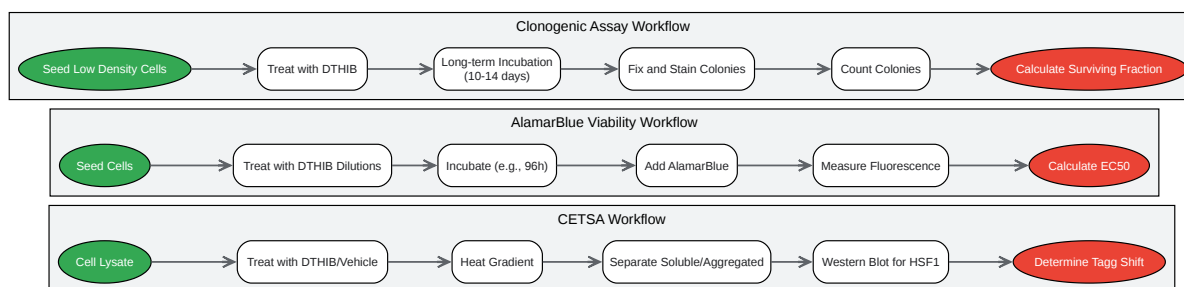 Clonogenic Assay Workflow
Seed Low Density Cells
Treat with DTHIB
Long-term Incubation
(10-14 days)
Fix and Stain Colonies
Count Colonies
Calculate Surviving Fraction
AlamarBlue Viability Workflow
Seed Cells
Treat with DTHIB Dilutions
Incubate (e.g., 96h)
Add AlamarBlue
Measure Fluorescence
Calculate EC50
CETSA Workflow
Cell Lysate
Treat with DTHIB/Vehicle
Heat Gradient
Separate Soluble/Aggregated
Western Blot for HSF1
Determine Tagg Shift